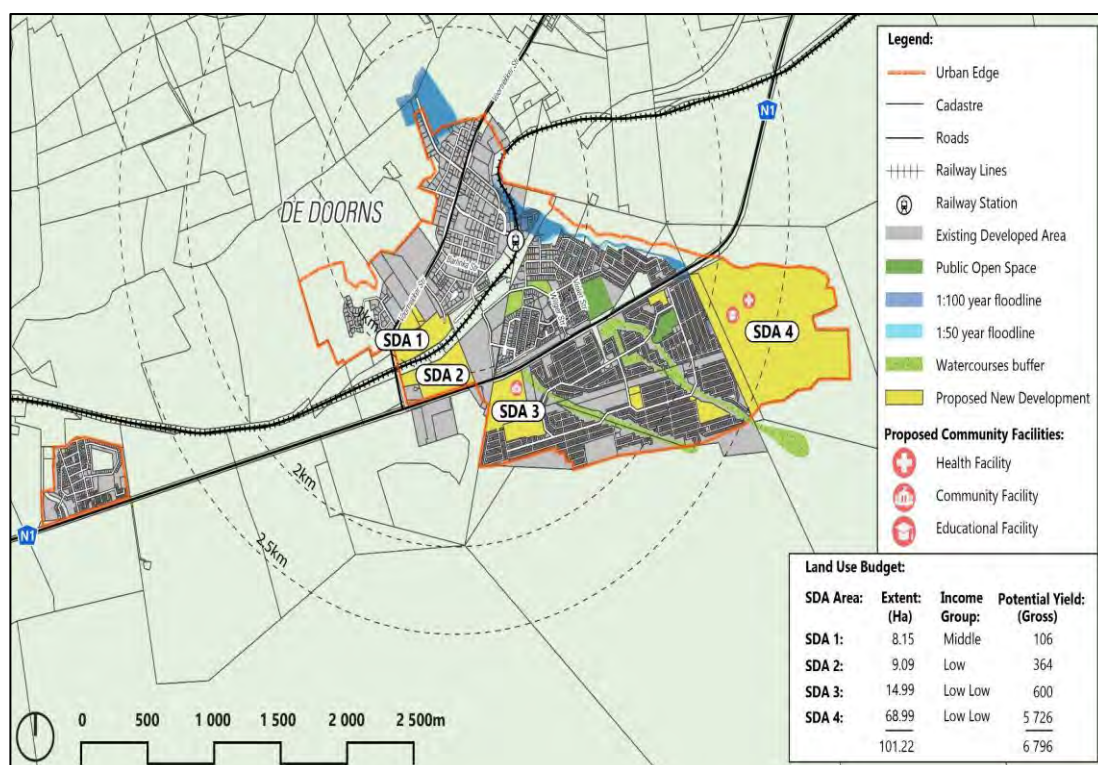 N1
DE DOORNS
Voortrekker Str
Voortrekker Str
1km
SDA 1
SDA 2
SDA 3
SDA 4
2km
2.5km
N1
0 500 1 000 1 500 2 000 2 500m
Legend:
Urban Edge
Cadastre
Roads
Railway Lines
Railway Station
Existing Developed Area
Public Open Space
1:100 year floodline
1:50 year floodline
Watercourses buffer
Proposed New Development
Proposed Community Facilities:
Health Facility
Community Facility
Educational Facility
Land Use Budget:
SDA Area: Extent: Income Potential Yield:
(Ha) Group: (Gross)
SDA 1: 8.15 Middle 106
SDA 2: 9.09 Low 364
SDA 3: 14.99 Low Low 600
SDA 4: 68.99 Low Low 5 726
101.22 6 796